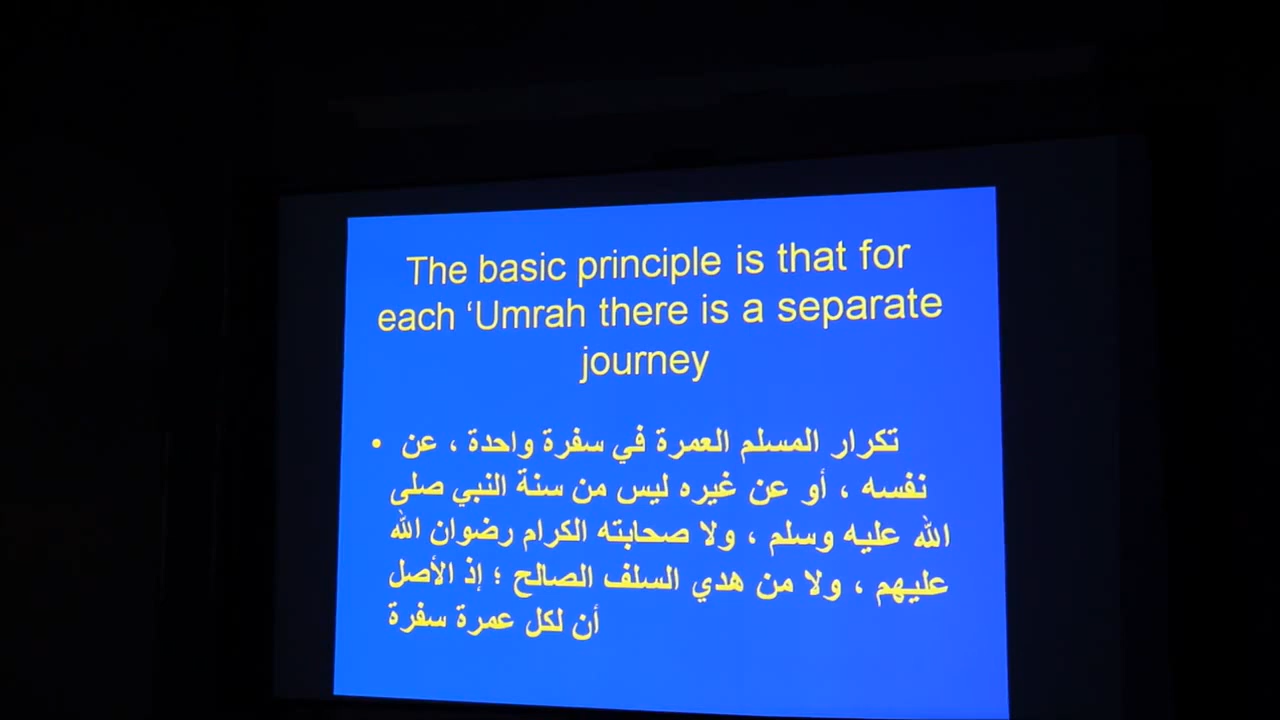 The basic principle is that for
each ‘Umrah there is a separate
journey
• تكرار المسلم العمرة في سفرة واحدة ، عن
نفسه ، أو عن غيره ليس من سنة النبي صلى
الله عليه وسلم ، ولا صحابته الكرام رضوان الله
عليهم ، ولا من هدي السلف الصالح ؛ إذ الأصل
أن لكل عمرة سفرة